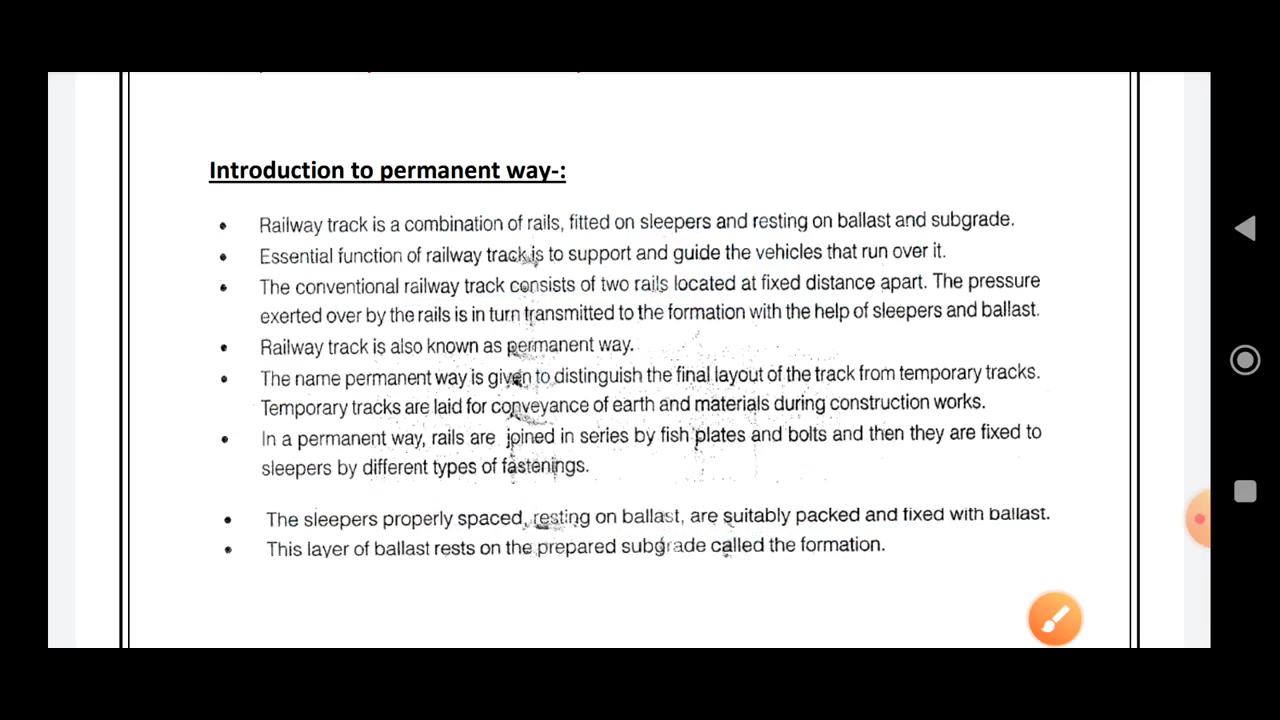 Introduction to permanent way-:
• Railway track is a combination of rails, fitted on sleepers and resting on ballast and subgrade.
• Essential function of railway track is to support and guide the vehicles that run over it.
• The conventional railway track consists of two rails located at fixed distance apart. The pressure
exerted over by the rails is in turn transmitted to the formation with the help of sleepers and ballast.
• Railway track is also known as permanent way.
• The name permanent way is given to distinguish the final layout of the track from temporary tracks.
Temporary tracks are laid for conveyance of earth and materials during construction works.
• In a permanent way, rails are joined in series by fish plates and bolts and then they are fixed to
sleepers by different types of fastenings.
• The sleepers properly spaced, resting on ballast, are suitably packed and fixed with ballast.
• This layer of ballast rests on the prepared subgrade called the formation.